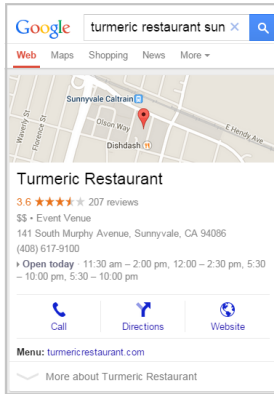 Google turmeric restaurant sun ×
Web Maps Shopping News More
Sunnyvale Caltrain
Waverly St
Florence St
Olson Way
E Hendy Ave
Dishdash
Turmeric Restaurant
3.6 ★★★★★ 207 reviews
$$ • Event Venue
141 South Murphy Avenue, Sunnyvale, CA 94086
(408) 617-9100
Open today · 11:30 am – 2:00 pm, 12:00 – 2:30 pm, 5:30
– 10:00 pm, 5:30 – 10:00 pm
Call Directions Website
Menu: turmericrestaurant.com
More about Turmeric Restaurant